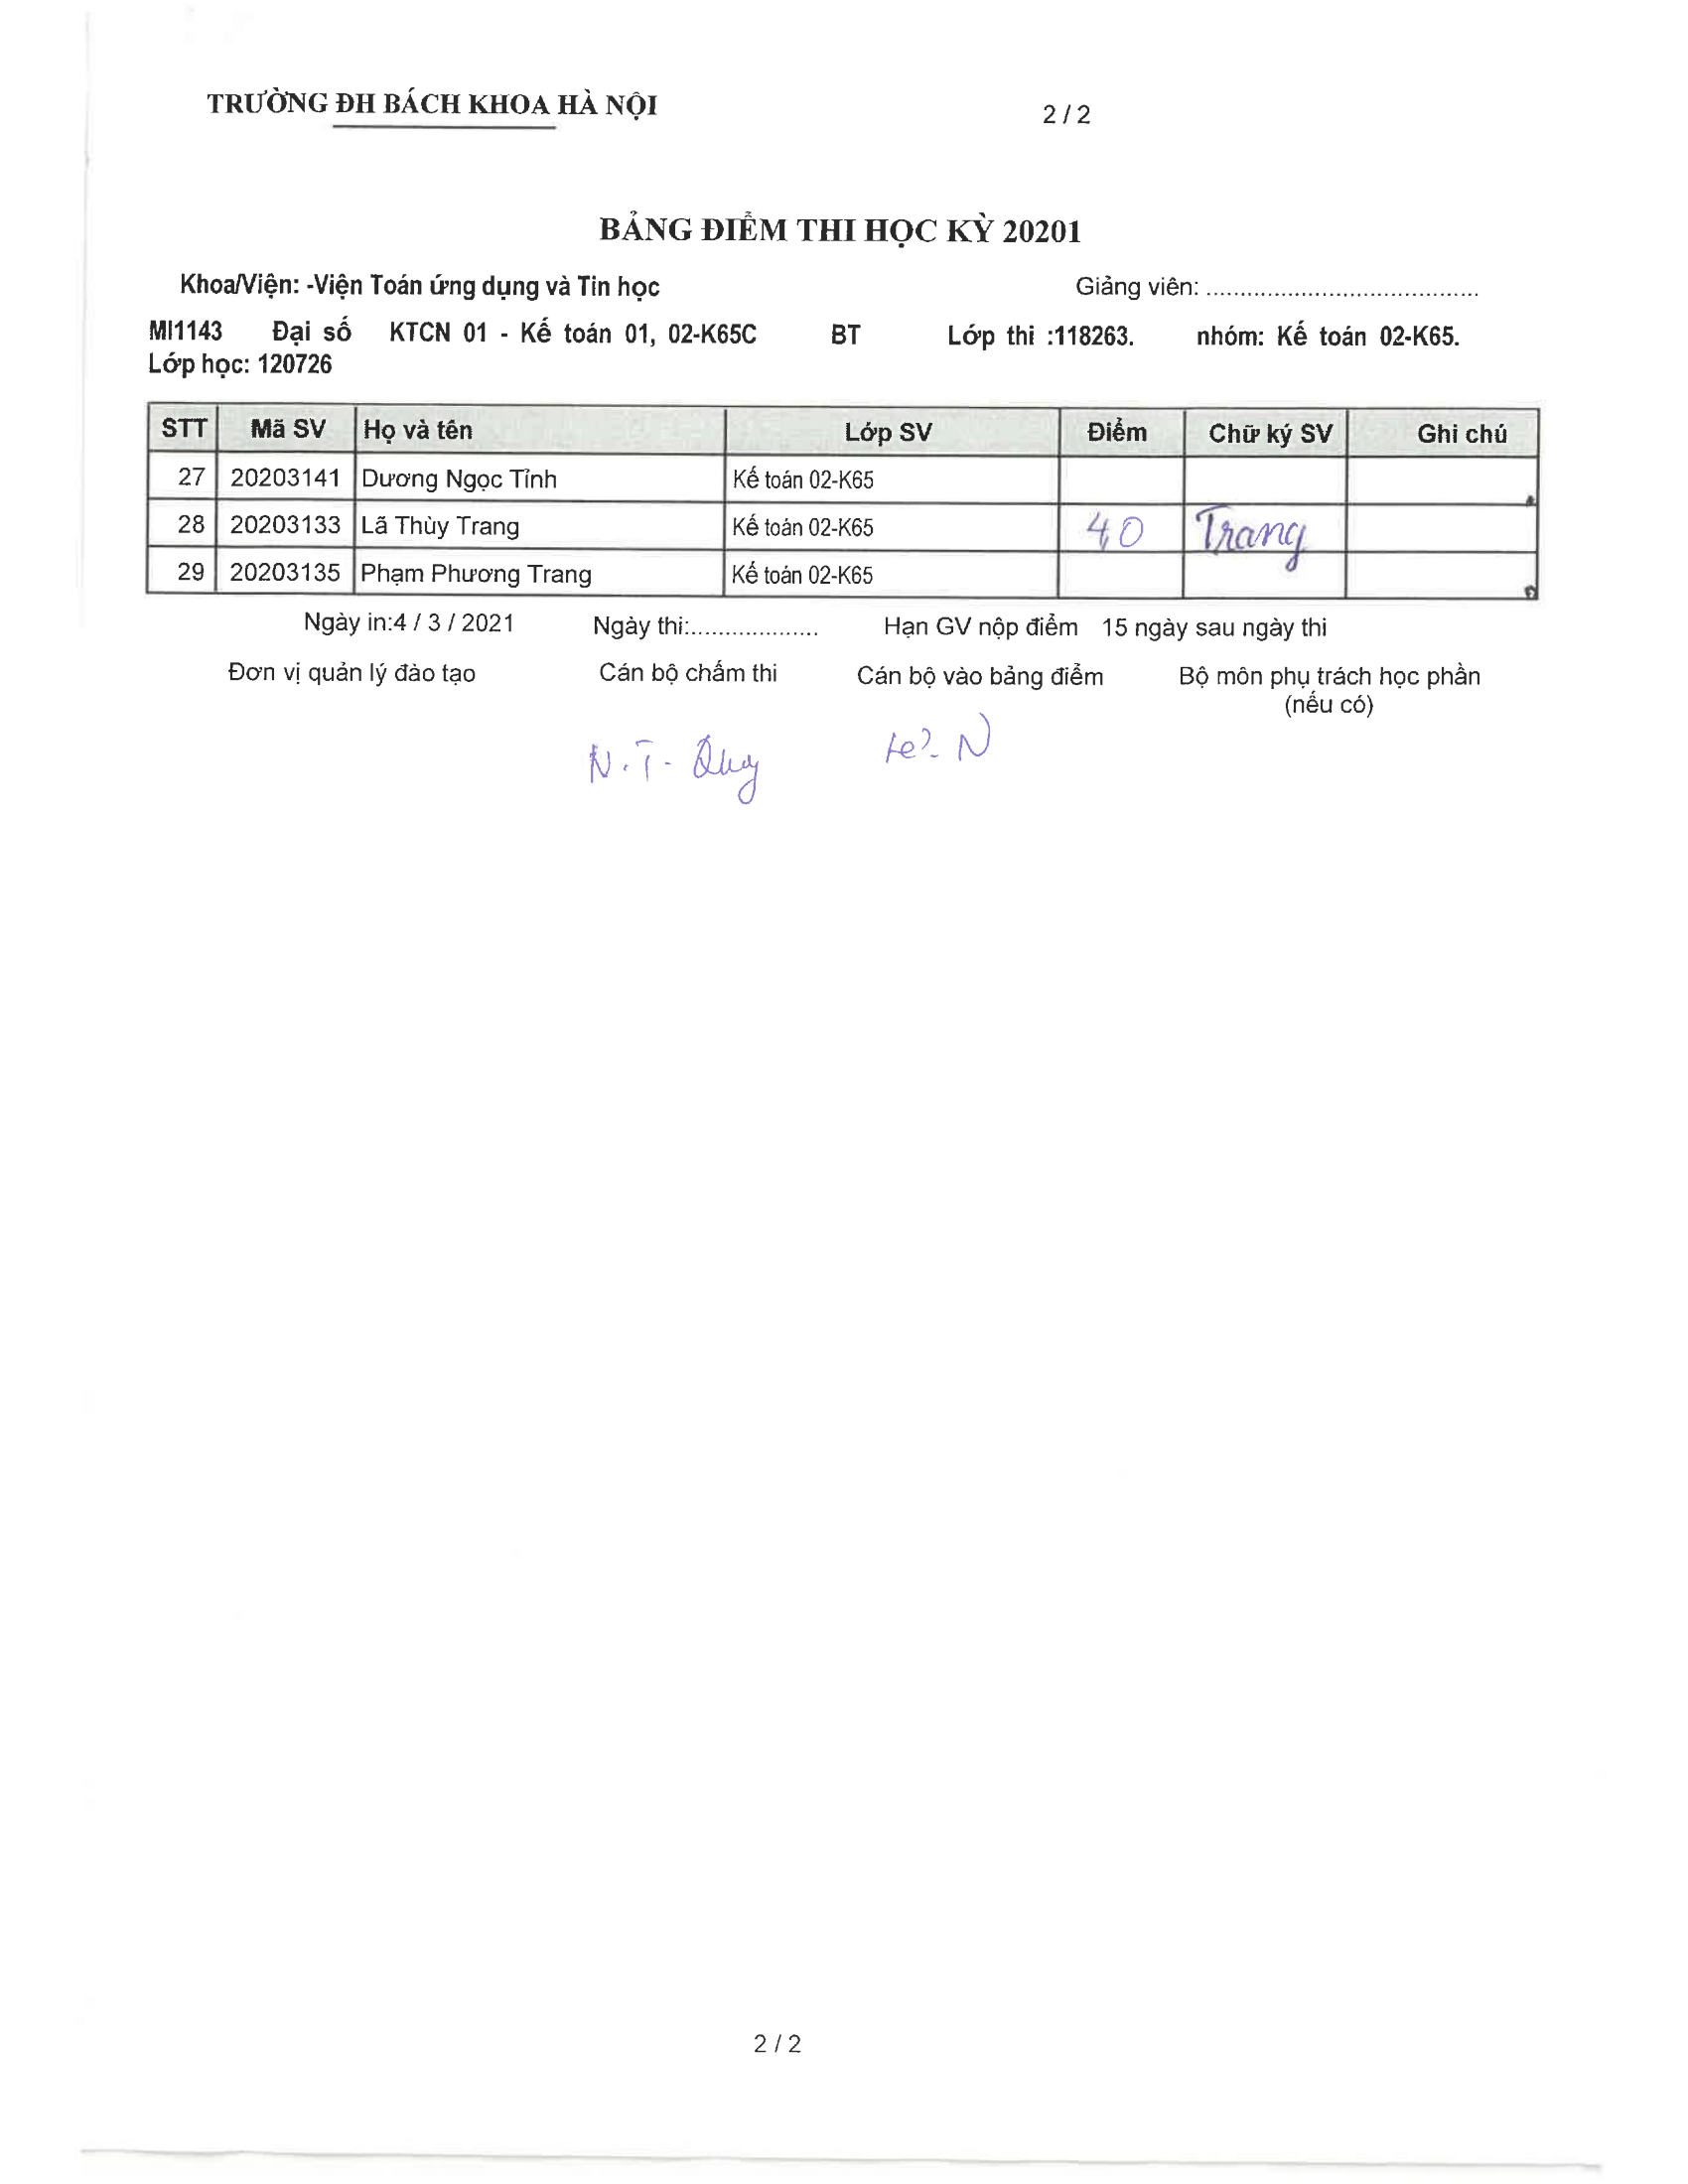 TRƯỜNG ĐH BÁCH KHOA HÀ NỘI 2 / 2
BẢNG ĐIỂM THI HỌC KỲ 20201
Khoa/Viện: -Viện Toán ứng dụng và Tin học Giảng viên: ........................................
MI1143 Đại số KTCN 01 - Kế toán 01, 02-K65C BT Lớp thi :118263. nhóm: Kế toán 02-K65.
Lớp học: 120726
STT Mã SV Họ và tên Lớp SV Điểm Chữ ký SV Ghi chú
27 20203141 Dương Ngọc Tỉnh Kế toán 02-K65
28 20203133 Lã Thùy Trang Kế toán 02-K65 4,0 Trang
29 20203135 Phạm Phương Trang Kế toán 02-K65
Ngày in:4 / 3 / 2021 Ngày thi:................... Hạn GV nộp điểm 15 ngày sau ngày thi
Đơn vị quản lý đào tạo Cán bộ chấm thi Cán bộ vào bảng điểm Bộ môn phụ trách học phần
(nếu có)
N.T.
2 / 2